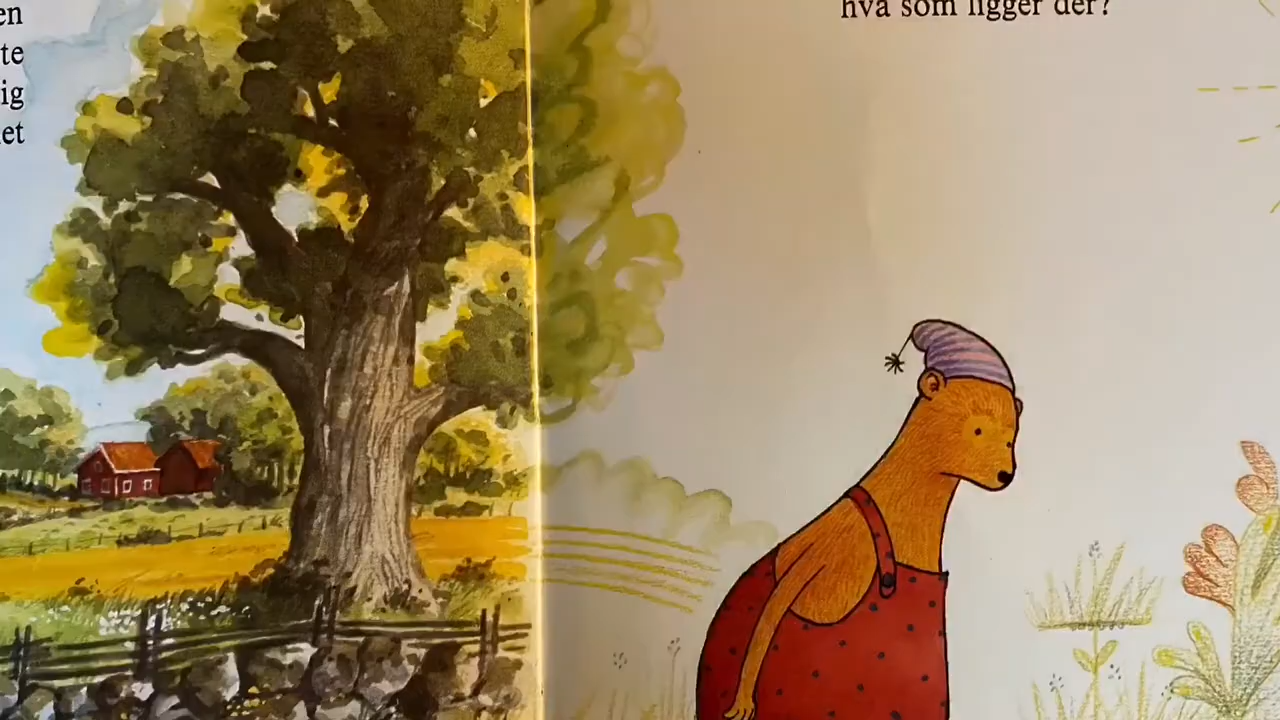 en
te
ig
et
hva som ligger der?